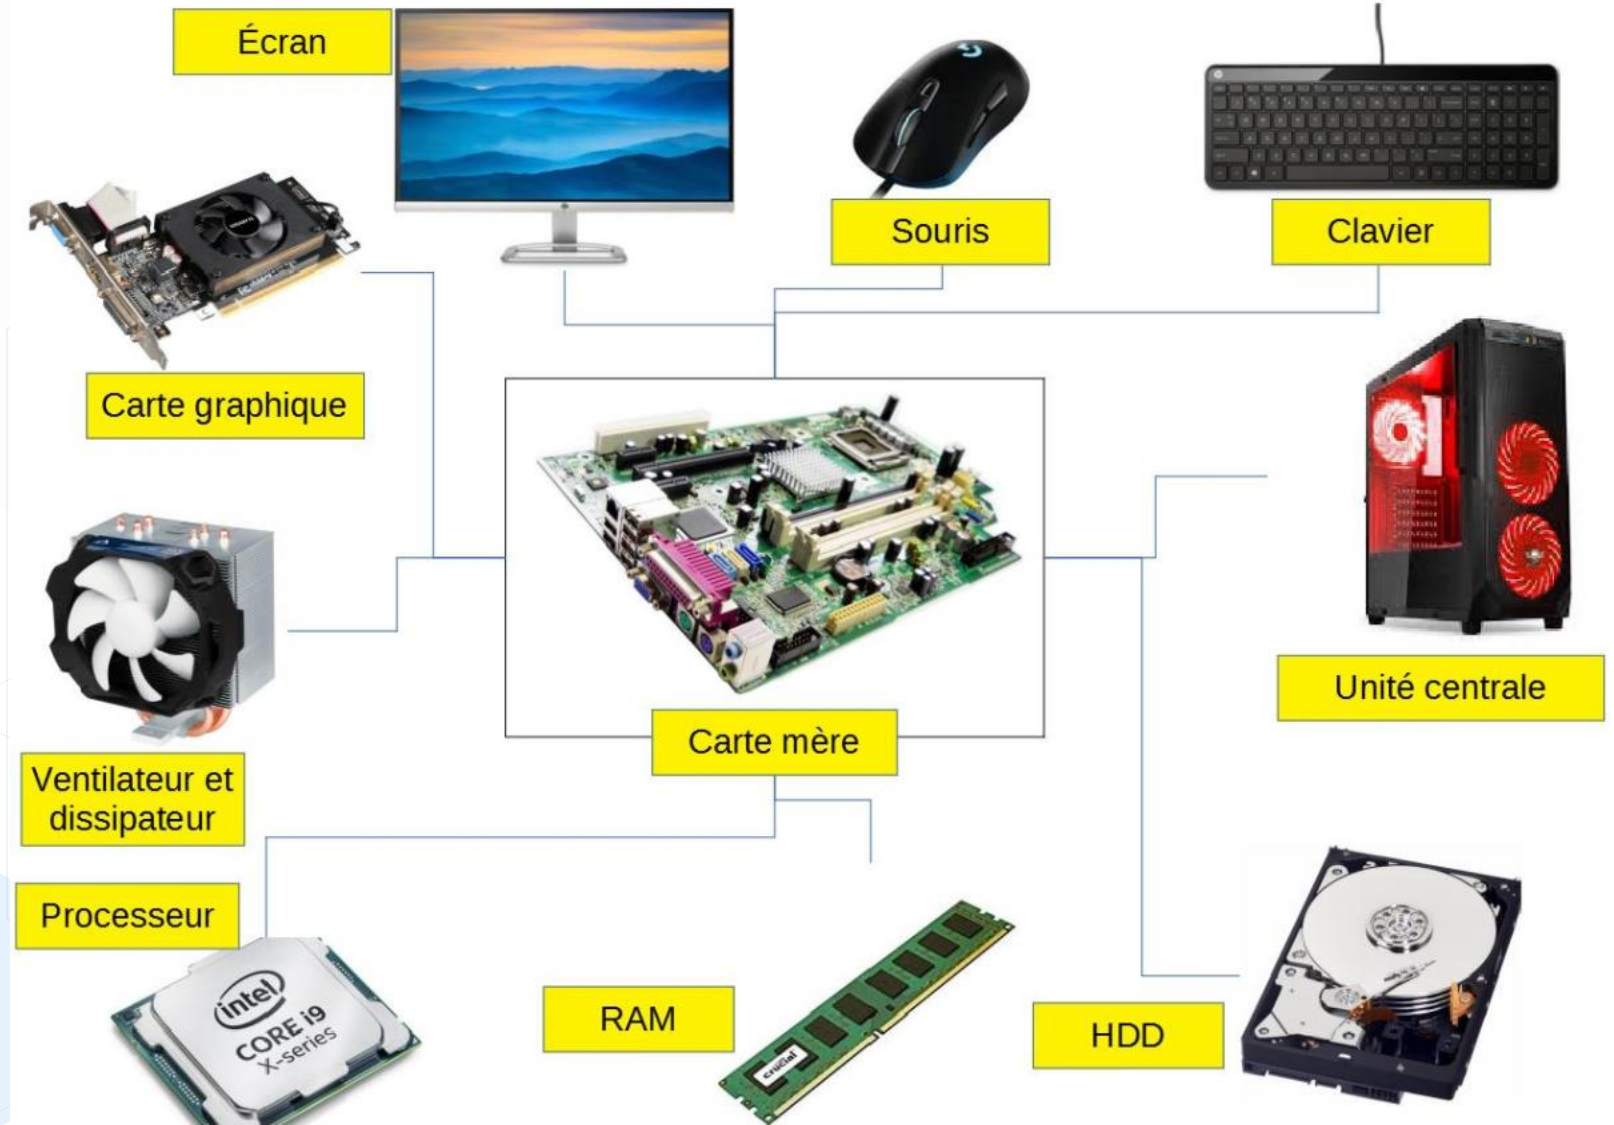 Écran
Souris
Clavier
Carte graphique
Carte mère
Unité centrale
Ventilateur et
dissipateur
Processeur
intel
CORE i9
X-series
RAM
crucial
HDD